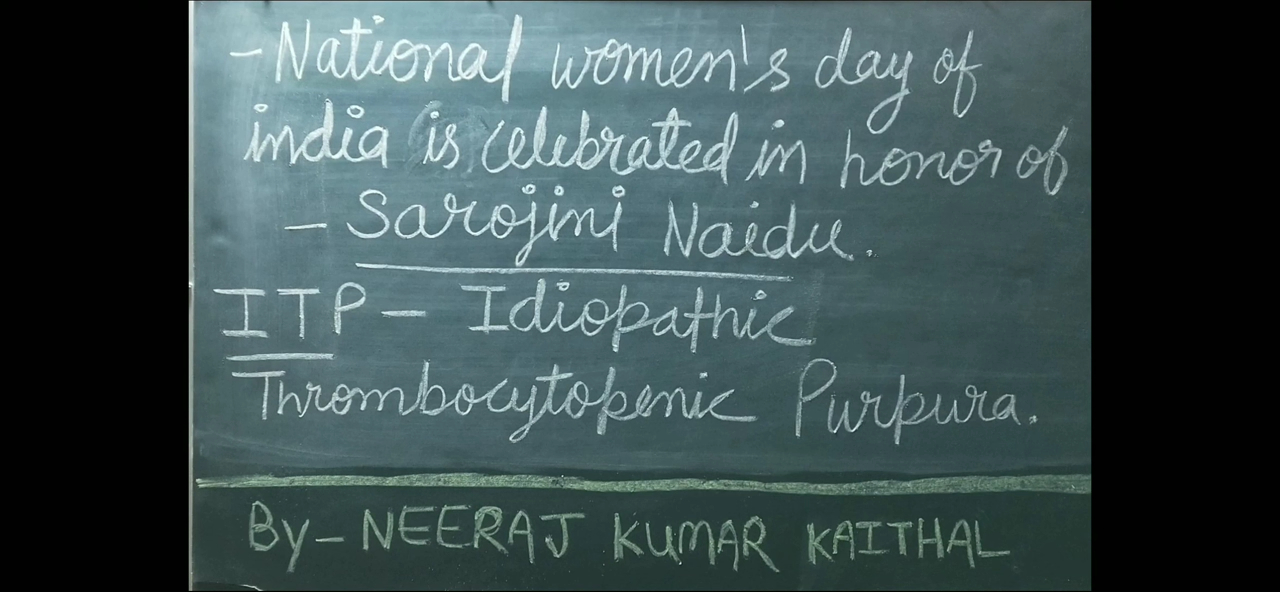 - National women's day of
india is celebrated in honor of
- Sarojini Naidu.
ITP - Idiopathic
Thrombocytopenic Purpura.
By - NEERAJ KUMAR KAITHAL